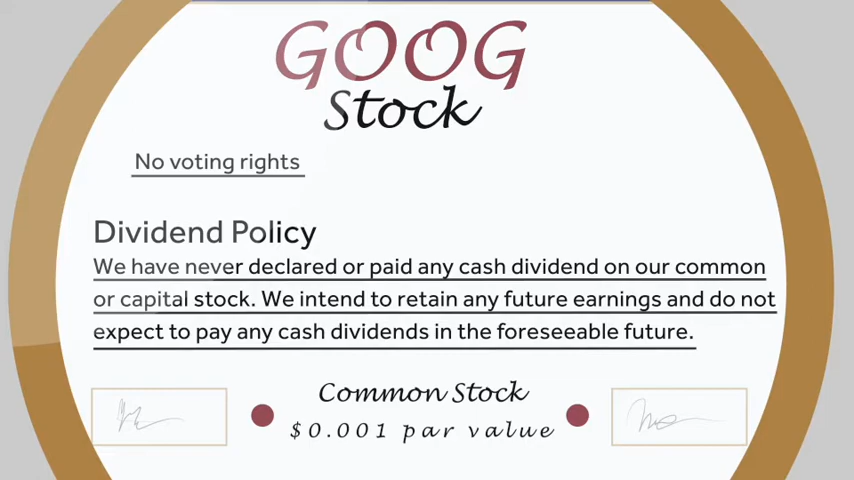 GOOG
Stock
No voting rights
Dividend Policy
We have never declared or paid any cash dividend on our common
or capital stock. We intend to retain any future earnings and do not
expect to pay any cash dividends in the foreseeable future.
Common Stock
$0.001 par value